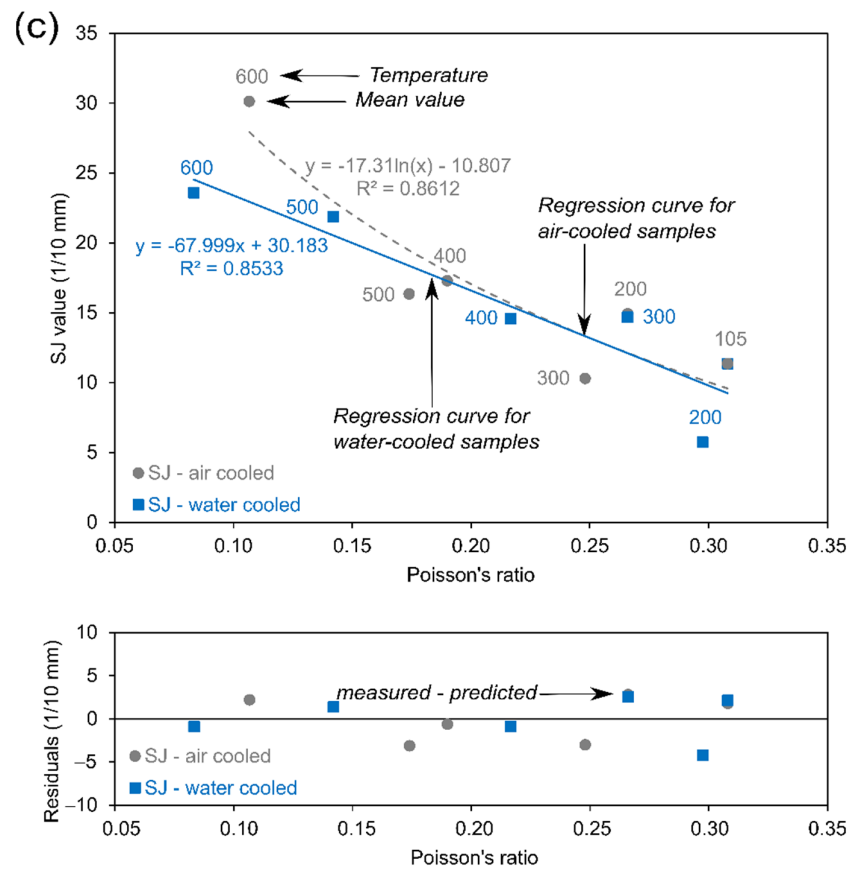 (c)
35
30
25
20
15
10
5
0
SJ value (1/10 mm)
600
Temperature
Mean value
y = -17.31ln(x) - 10.807
R² = 0.8612
600
500
y = -67.999x + 30.183
R² = 0.8533
Regression curve for
air-cooled samples
400
500
200
400
300
105
300
Regression curve for
water-cooled samples
200
SJ - air cooled
SJ - water cooled
0.05 0.10 0.15 0.20 0.25 0.30 0.35
Poisson's ratio
10
5
0
−5
−10
Residuals (1/10 mm)
measured - predicted
SJ - air cooled
SJ - water cooled
0.05 0.10 0.15 0.20 0.25 0.30 0.35
Poisson's ratio